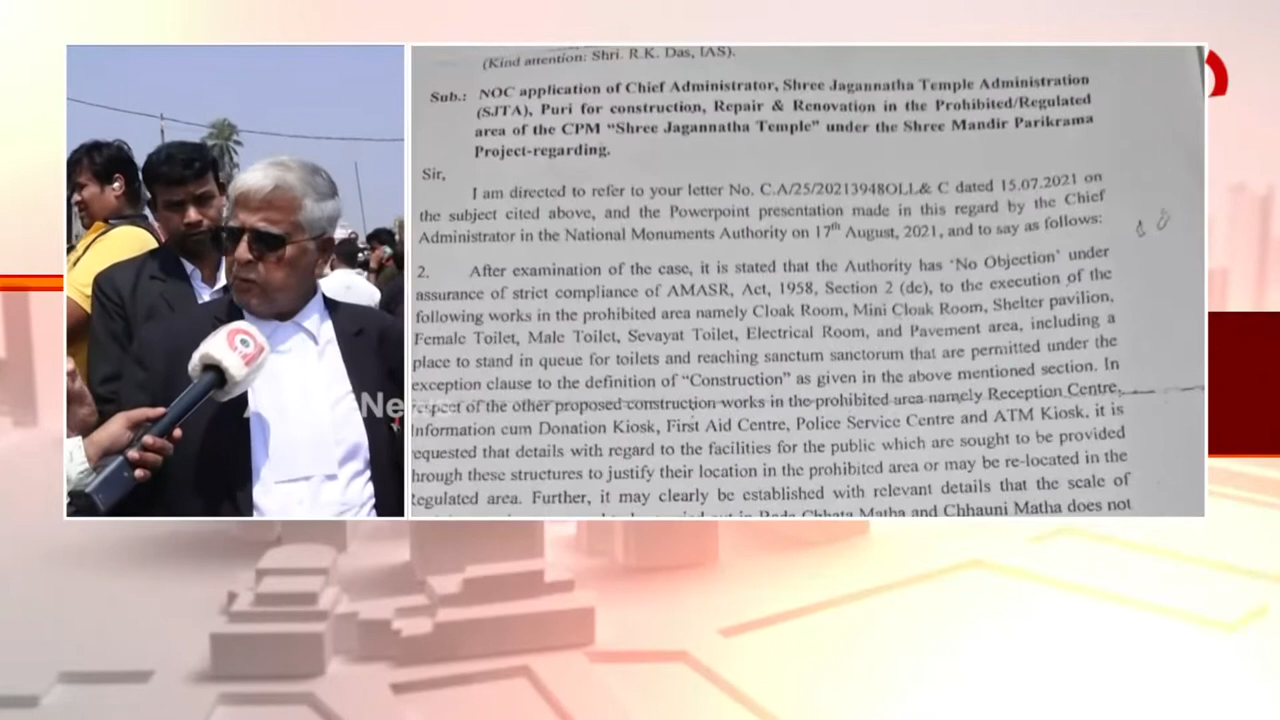 (Kind attention: Shri. R.K. Das, IAS).
Sub.: NOC application of Chief Administrator, Shree Jagannatha Temple Administration
(SJTA), Puri for construction, Repair & Renovation in the Prohibited/Regulated
area of the CPM “Shree Jagannatha Temple” under the Shree Mandir Parikrama
Project-regarding.
Sir,
I am directed to refer to your letter No. C.A/25/20213948OLL& C dated 15.07.2021 on
the subject cited above, and the Powerpoint presentation made in this regard by the Chief
Administrator in the National Monuments Authority on 17th August, 2021, and to say as follows:
2. After examination of the case, it is stated that the Authority has ‘No Objection’ under
assurance of strict compliance of AMASR, Act, 1958, Section 2 (dc), to the execution of the
following works in the prohibited area namely Cloak Room, Mini Cloak Room, Shelter pavilion,
Female Toilet, Male Toilet, Sevayat Toilet, Electrical Room, and Pavement area, including a
place to stand in queue for toilets and reaching sanctum sanctorum that are permitted under the
exception clause to the definition of “Construction” as given in the above mentioned section. In
respect of the other proposed construction works in the prohibited area namely Reception Centre,
Information cum Donation Kiosk, First Aid Centre, Police Service Centre and ATM Kiosk, it is
equested that details with regard to the facilities for the public which are sought to be provided
hrough these structures to justify their location in the prohibited area or may be re-located in the
egulated area. Further, it may clearly be established with relevant details that the scale of
Bada Chhata Matha and Chhauni Matha does not